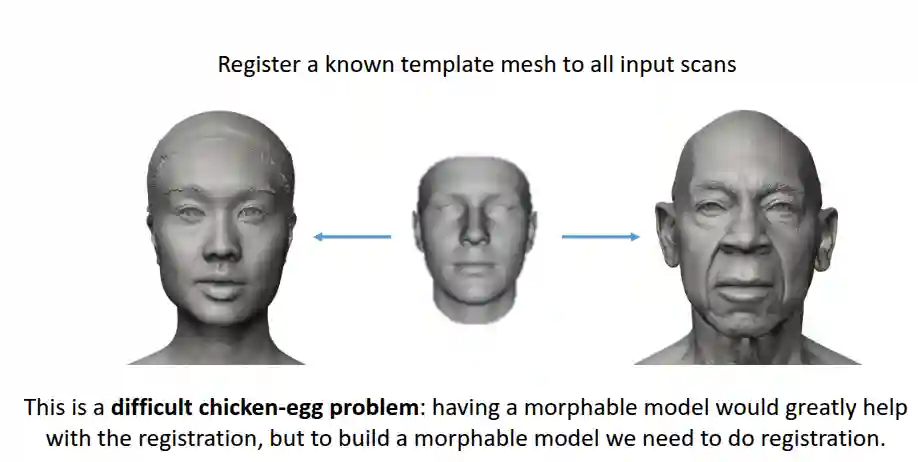 Register a known template mesh to all input scans
This is a difficult chicken-egg problem: having a morphable model would greatly help
with the registration, but to build a morphable model we need to do registration.